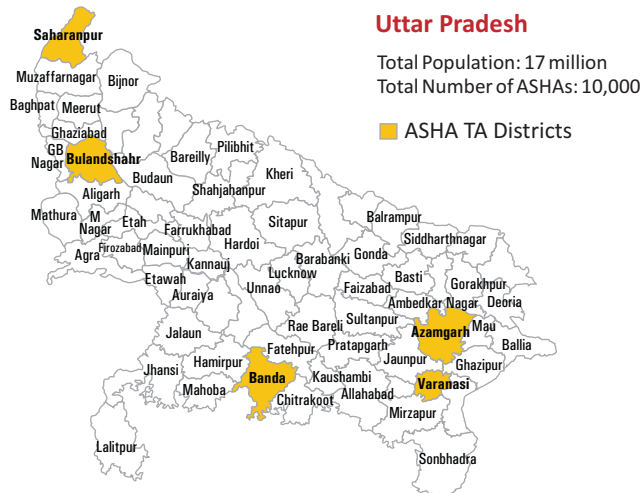 Uttar Pradesh
Total Population: 17 million
Total Number of ASHAs: 10,000
ASHA TA Districts
Saharanpur
Muzaffarnagar
Bijnor
Baghpat
Meerut
Ghaziabad
GB
Nagar
Bulandshahr
Bareilly
Pilibhit
Budaun
Kheri
Aligarh
Shahjahanpur
Mathura
M
Nagar
Etah
Farrukhabad
Sitapur
Balrampur
Siddharthnagar
Agra
Firozabad
Mainpuri
Hardoi
Barabanki
Gonda
Kannauj
Lucknow
Basti
Gorakhpur
Etawah
Unnao
Faizabad
Auraiya
Ambedkar Nagar
Deoria
Jalaun
Rae Bareli
Sultanpur
Azamgarh
Mau
Ballia
Fatehpur
Pratapgarh
Jaunpur
Ghazipur
Jhansi
Hamirpur
Banda
Kaushambi
Varanasi
Mahoba
Chitrakoot
Allahabad
Mirzapur
Lalitpur
Sonbhadra